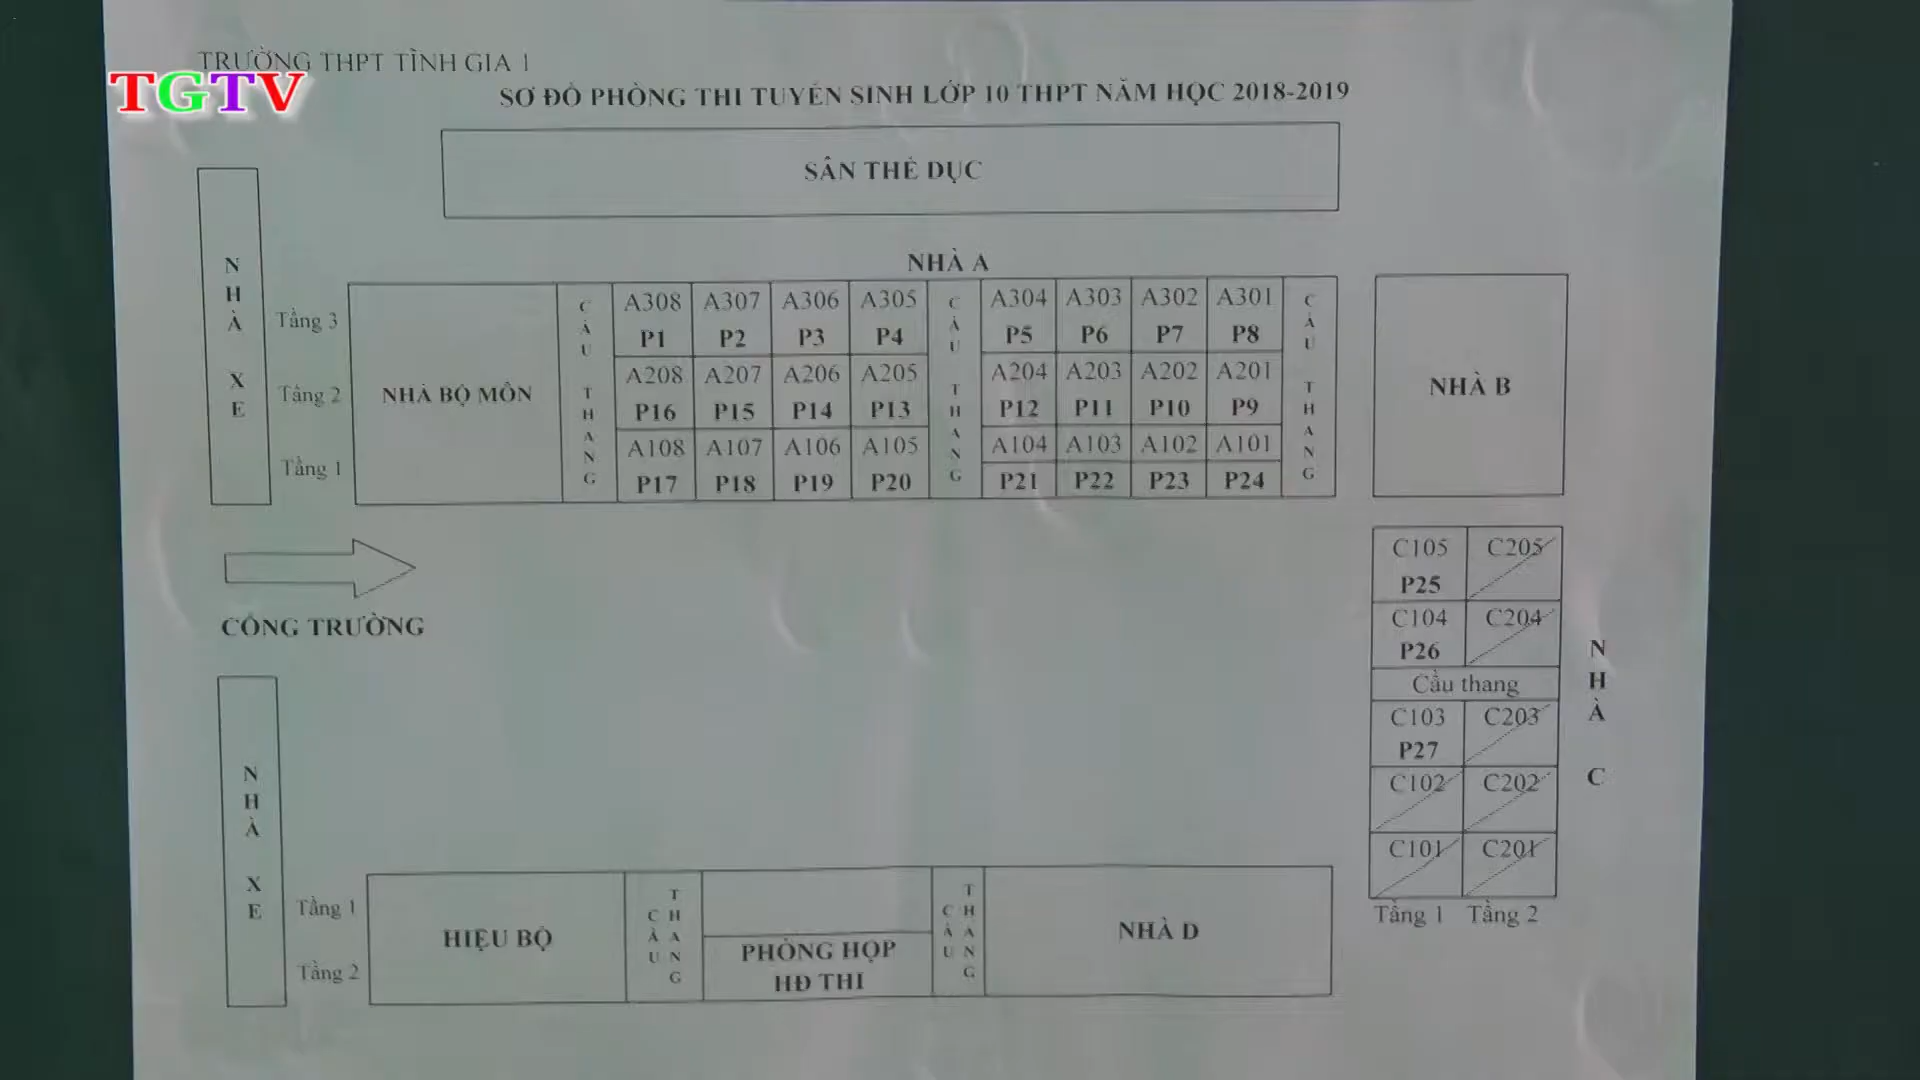 TRƯỜNG THPT TĨNH GIA 1
TGTV
SƠ ĐỒ PHÒNG THI TUYỂN SINH LỚP 10 THPT NĂM HỌC 2018-2019
SÂN THỂ DỤC
NHÀ XE
NHÀ A
Tầng 3
Tầng 2
Tầng 1
NHÀ BỘ MÔN
CẦU THANG
A308 A307 A306 A305
P1 P2 P3 P4
A208 A207 A206 A205
P16 P15 P14 P13
A108 A107 A106 A105
P17 P18 P19 P20
CẦU THANG
A304 A303 A302 A301
P5 P6 P7 P8
A204 A203 A202 A201
P12 P11 P10 P9
A104 A103 A102 A101
P21 P22 P23 P24
CẦU THANG
NHÀ B
CỔNG TRƯỜNG
C105 C205
P25
C104 C204
P26
Cầu thang
C103 C203
P27
C102 C202
C101 C201
Tầng 1 Tầng 2
NHÀ C
NHÀ XE
Tầng 1
Tầng 2
HIỆU BỘ
CẦU THANG
PHÒNG HỌP
HĐ THI
CẦU THANG
NHÀ D